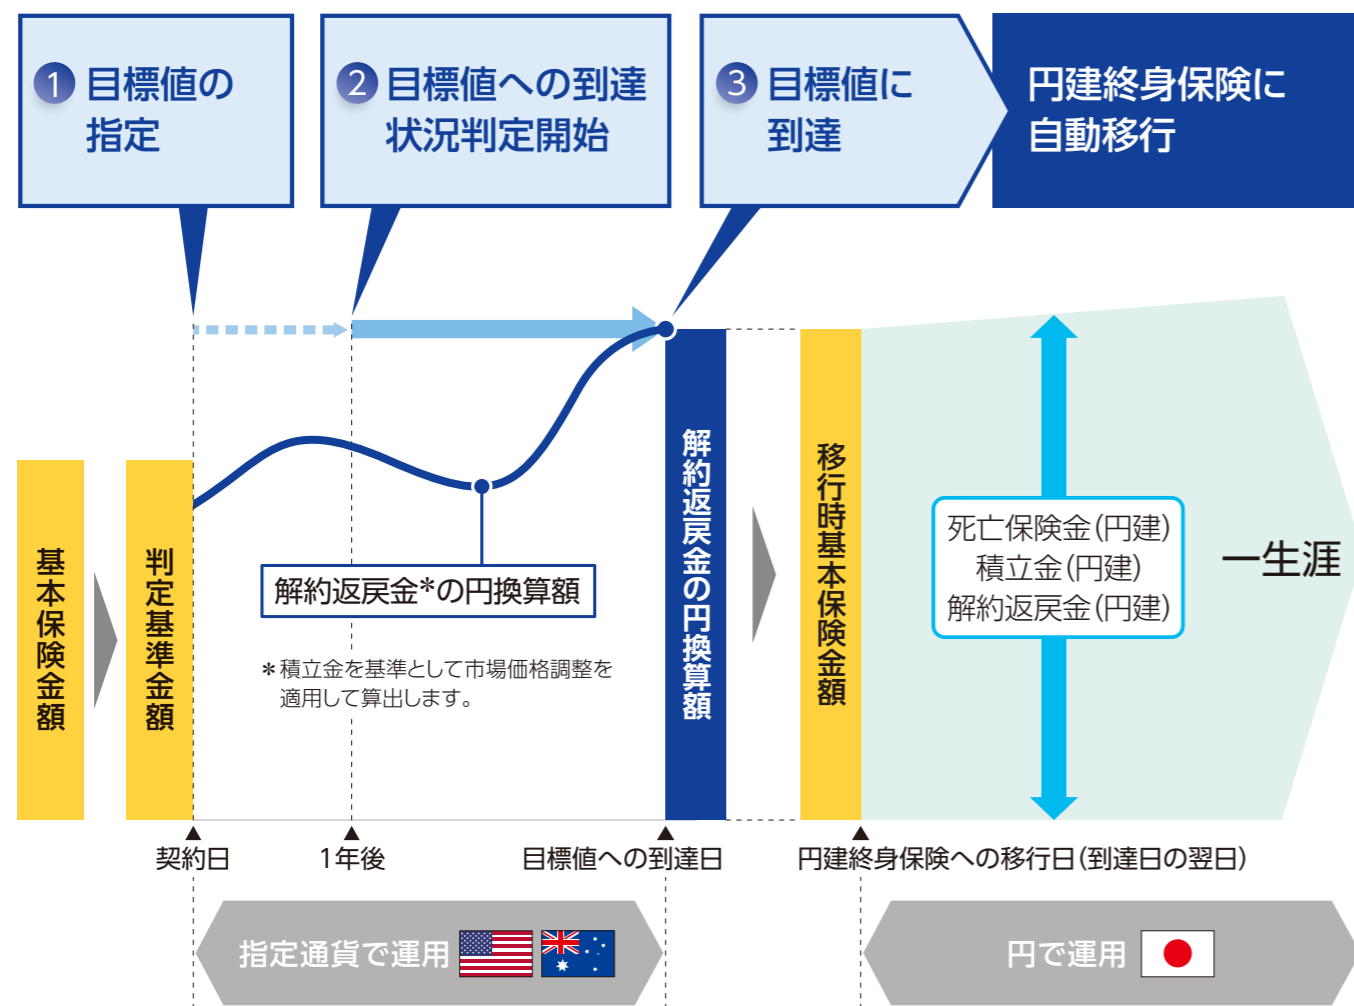 1 目標値の
指定
2 目標値への到達
状況判定開始
3 目標値に
到達
円建終身保険に
自動移行
基本保険金額
判定基準金額
解約返戻金*の円換算額
*積立金を基準として市場価格調整を
適用して算出します。
解約返戻金の円換算額
移行時基本保険金額
死亡保険金(円建)
積立金(円建)
解約返戻金(円建)
一生涯
契約日
1年後
目標値への到達日
円建終身保険への移行日(到達日の翌日)
指定通貨で運用
円で運用